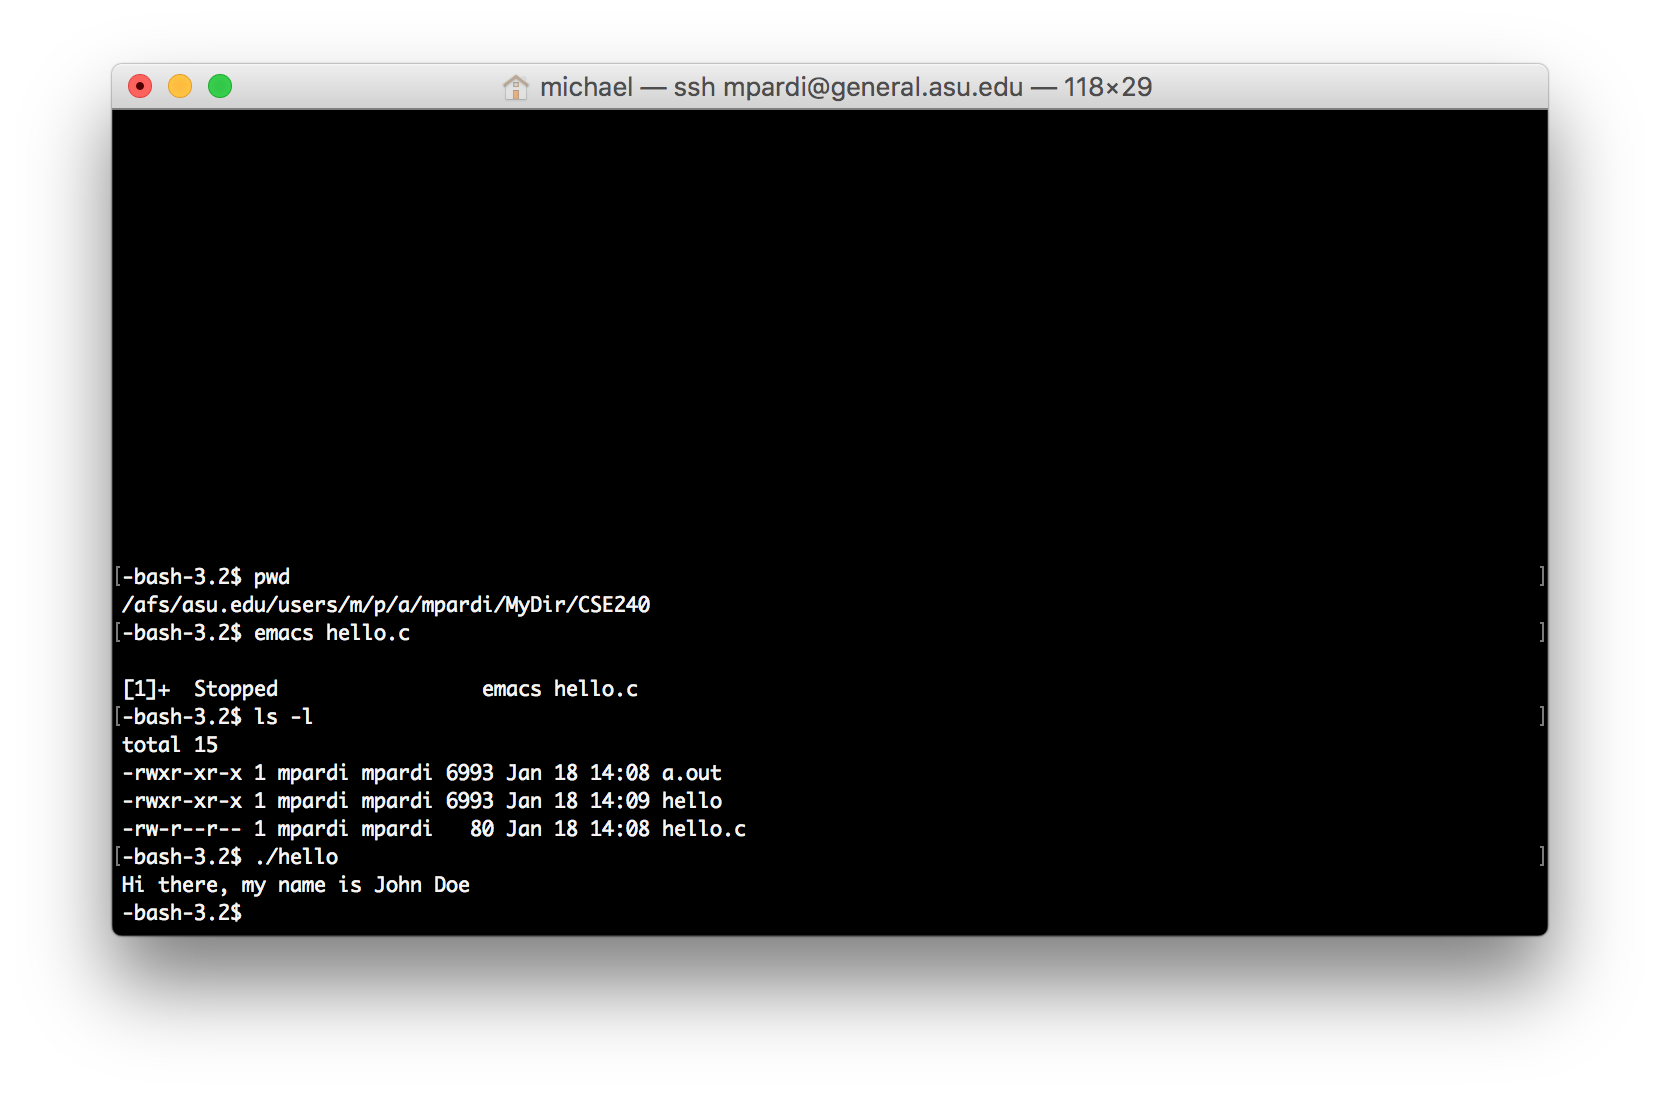 michael — ssh mpardi@general.asu.edu — 118×29
[-bash-3.2$ pwd ]
/afs/asu.edu/users/m/p/a/mpardi/MyDir/CSE240
[-bash-3.2$ emacs hello.c ]
[1]+  Stopped                 emacs hello.c
[-bash-3.2$ ls -l ]
total 15
-rwxr-xr-x 1 mpardi mpardi 6993 Jan 18 14:08 a.out
-rwxr-xr-x 1 mpardi mpardi 6993 Jan 18 14:09 hello
-rw-r--r-- 1 mpardi mpardi   80 Jan 18 14:08 hello.c
[-bash-3.2$ ./hello ]
Hi there, my name is John Doe
-bash-3.2$